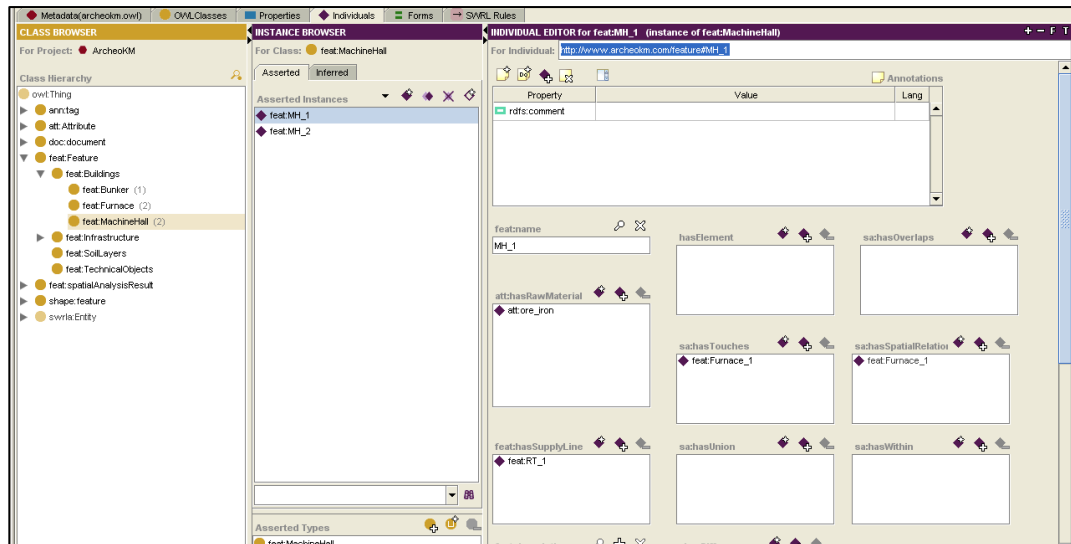 Metadata(archeokm.owl) OWLClasses Properties Individuals Forms SWRL Rules
CLASS BROWSER
For Project: ArcheoKM
Class Hierarchy
owl:Thing
ann:tag
att:Attribute
doc:document
feat:Feature
feat:Buildings
feat:Bunker (1)
feat:Furnace (2)
feat:MachineHall (2)
feat:Infrastructure
feat:SoilLayers
feat:TechnicalObjects
feat:spatialAnalysisResult
shape:feature
swrla:Entity
INSTANCE BROWSER
For Class: feat:MachineHall
Asserted Inferred
Asserted Instances
feat:MH_1
feat:MH_2
Asserted Types
feat:MachineHall
INDIVIDUAL EDITOR for feat:MH_1 (instance of feat:MachineHall) + - F T
For Individual: http://www.archeokm.com/feature#MH_1
Annotations
Property Value Lang
rdfs:comment
feat:name
MH_1
hasElement
sa:hasOverlaps
att:hasRawMaterial
att:ore_iron
sa:hasTouches
feat:Furnace_1
sa:hasSpatialRelation
feat:Furnace_1
feat:hasSupplyLine
feat:RT_1
sa:hasUnion
sa:hasWithin